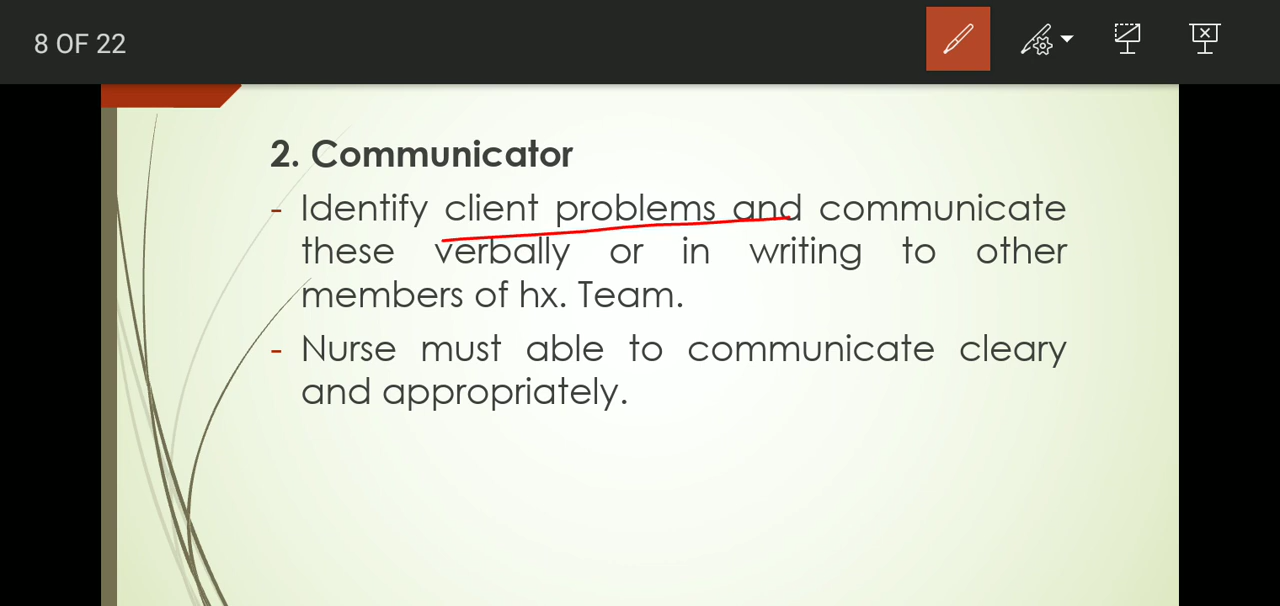 8 OF 22
2. Communicator
- Identify client problems and communicate
these verbally or in writing to other
members of hx. Team.
- Nurse must able to communicate cleary
and appropriately.